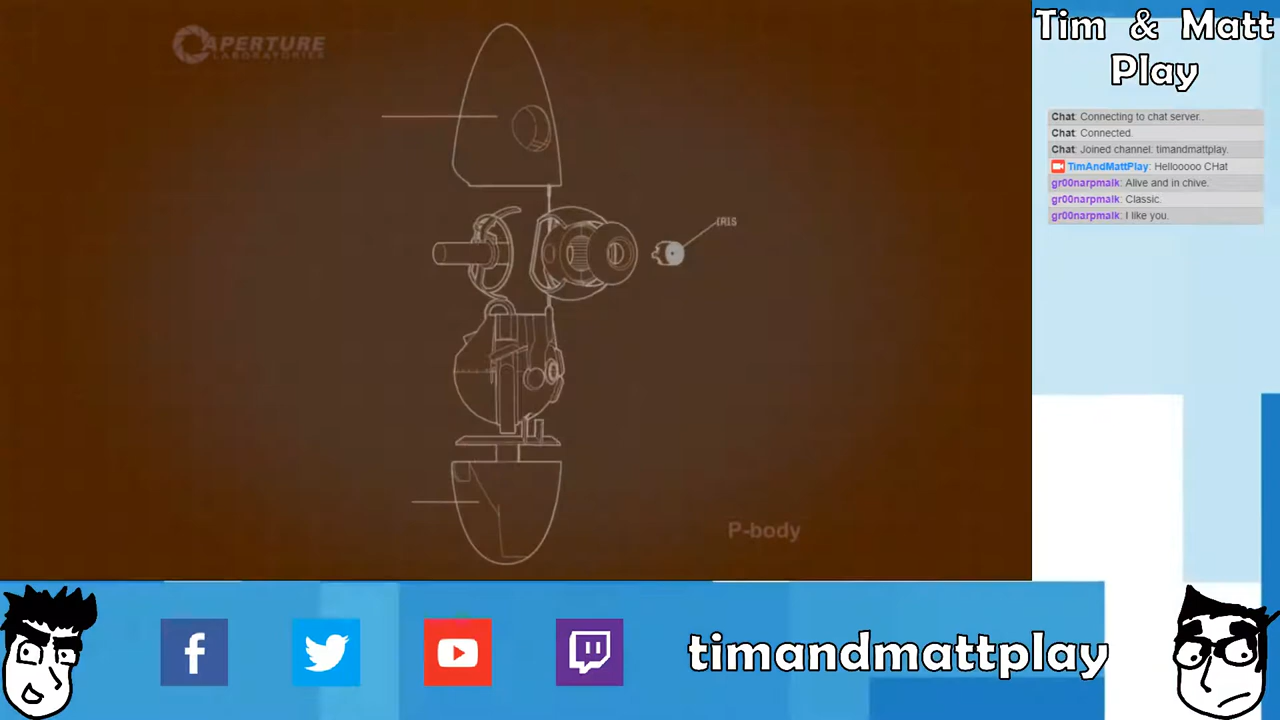 APERTURE
LABORATORIES
IRIS
P-body
Tim & Matt
Play
Chat: Connecting to chat server..
Chat: Connected.
Chat: Joined channel: timandmattplay.
TimAndMattPlay: Hellooooo CHat
gr00narpmalk: Alive and in chive.
gr00narpmalk: Classic.
gr00narpmalk: I like you.
timandmattplay